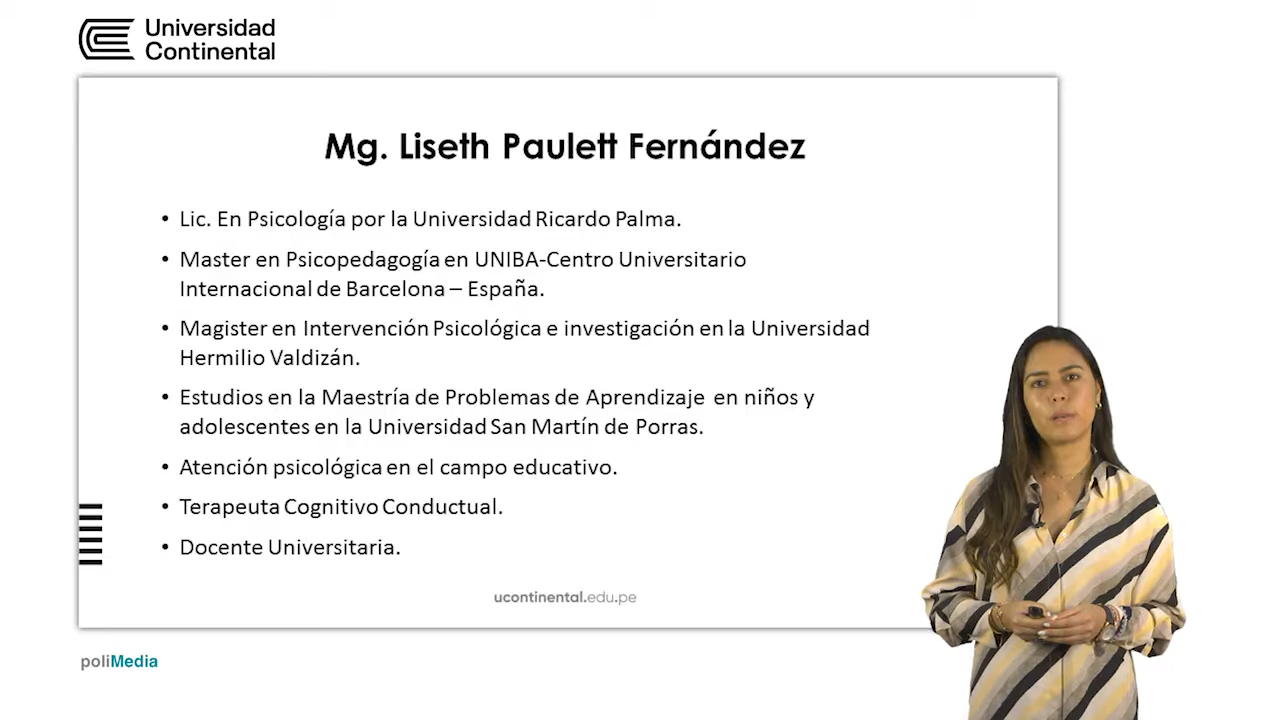 Universidad
Continental
Mg. Liseth Paulett Fernández
• Lic. En Psicología por la Universidad Ricardo Palma.
• Master en Psicopedagogía en UNIBA-Centro Universitario
Internacional de Barcelona – España.
• Magister en Intervención Psicológica e investigación en la Universidad
Hermilio Valdizán.
• Estudios en la Maestría de Problemas de Aprendizaje en niños y
adolescentes en la Universidad San Martín de Porras.
• Atención psicológica en el campo educativo.
• Terapeuta Cognitivo Conductual.
• Docente Universitaria.
ucontinental.edu.pe
poliMedia